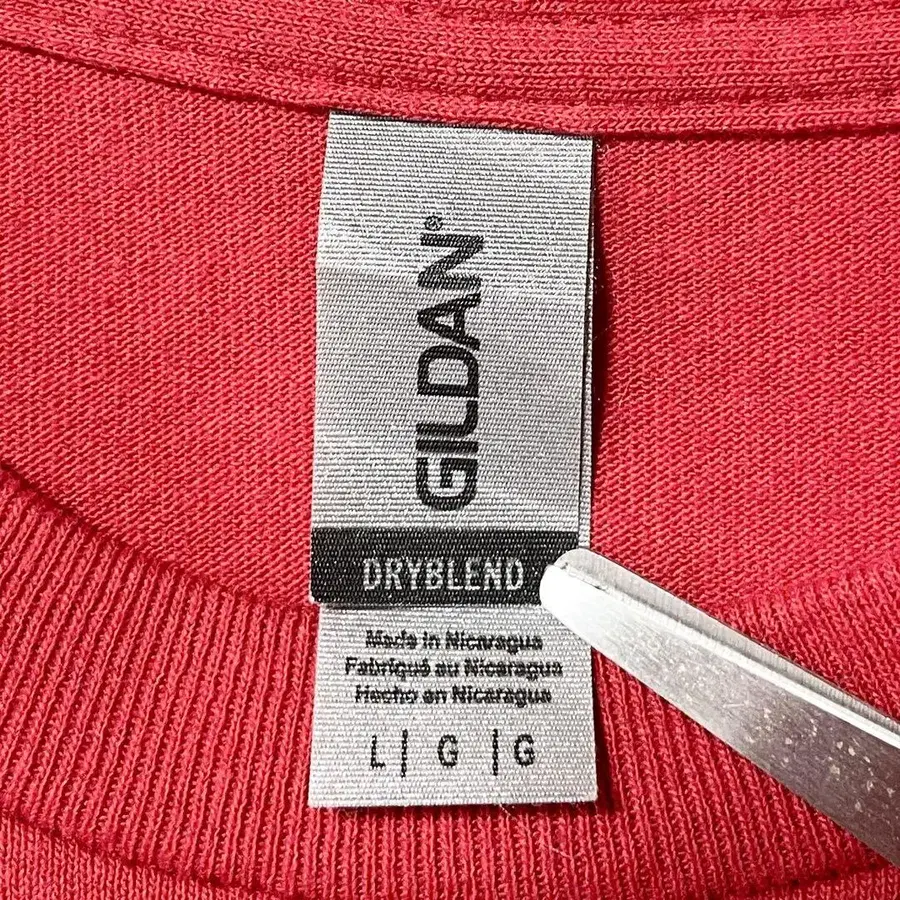 GILDAN®
DRYBLEND
Made in Nicaragua
Fabriqué au Nicaragua
Hecho en Nicaragua
L | G | G